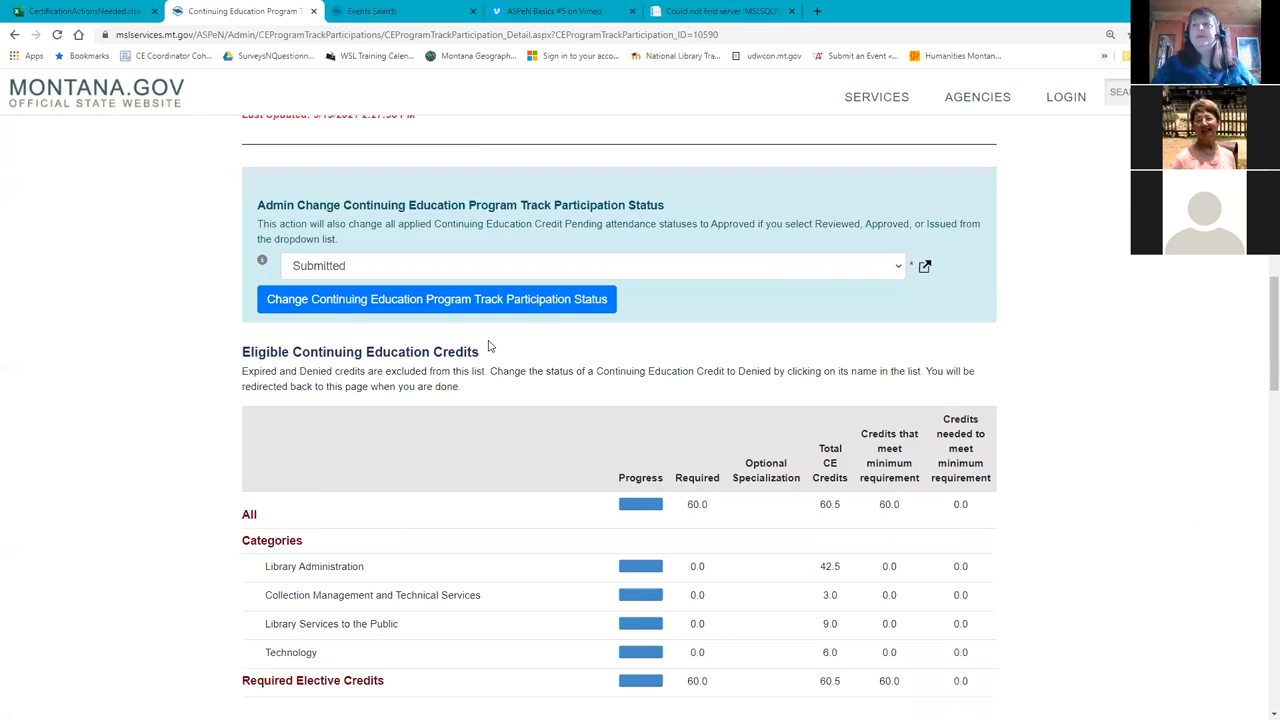 CertificationActionsNeeded.xlse
Continuing Education Program T
Events Search
ASPeN Basics #5 on Vimeo
Could not find server 'MSLSQLP
mslservices.mt.gov/ASPeN/Admin/CEProgramTrackParticipations/CEProgramTrackParticipation_Detail.aspx?CEProgramTrackParticipation_ID=10590
Apps Bookmarks CE Coordinator Coh... SurveysNQuestionn... WSL Training Calen... Montana Geograph... Sign in to your acco... National Library Tra... udwcon.mt.gov Submit an Event «... Humanities Montan... »
MONTANA.GOV
OFFICIAL STATE WEBSITE
SERVICES AGENCIES LOGIN SEA
Admin Change Continuing Education Program Track Participation Status
This action will also change all applied Continuing Education Credit Pending attendance statuses to Approved if you select Reviewed, Approved, or Issued from
the dropdown list.
Submitted *
Change Continuing Education Program Track Participation Status
Eligible Continuing Education Credits
Expired and Denied credits are excluded from this list. Change the status of a Continuing Education Credit to Denied by clicking on its name in the list. You will be
redirected back to this page when you are done.
Progress
Required
Optional
Specialization
Total
CE
Credits
Credits that
meet
minimum
requirement
Credits
needed to
meet
minimum
requirement
All 60.0 60.5 60.0 0.0
Categories
Library Administration 0.0 42.5 0.0 0.0
Collection Management and Technical Services 0.0 3.0 0.0 0.0
Library Services to the Public 0.0 9.0 0.0 0.0
Technology 0.0 6.0 0.0 0.0
Required Elective Credits 60.0 60.5 60.0 0.0